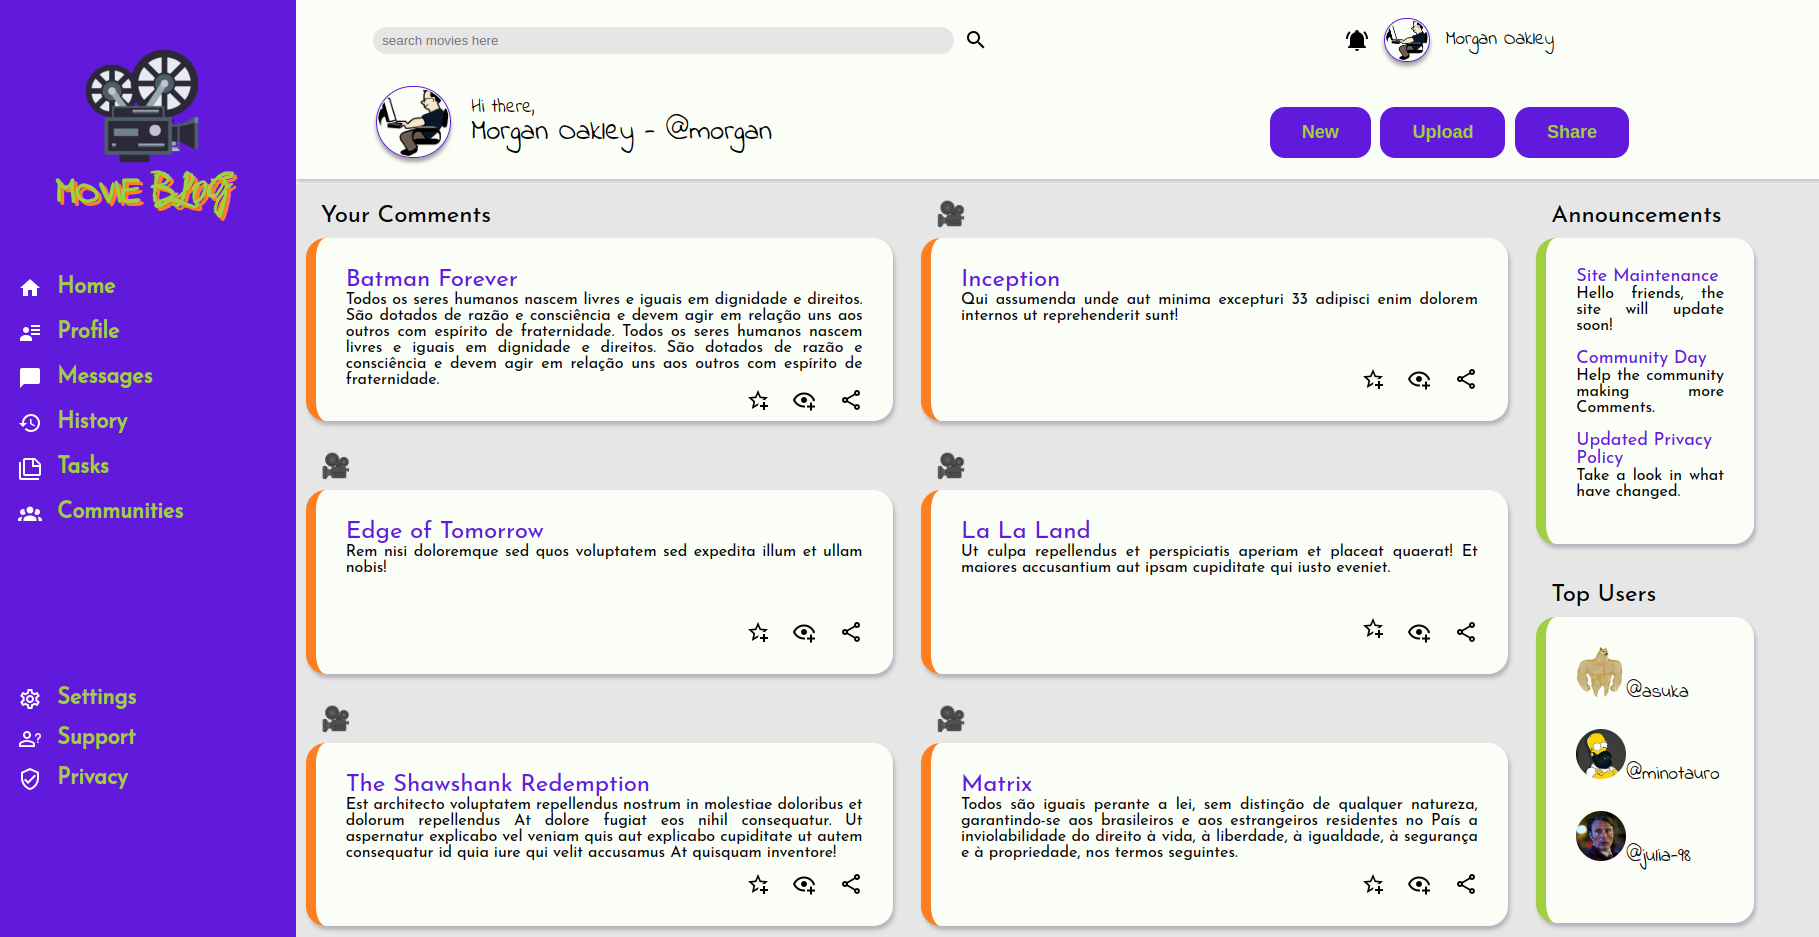 MOVIE Blog
Home
Profile
Messages
History
Tasks
Communities
Settings
Support
Privacy
search movies here
Morgan Oakley
Hi there,
Morgan Oakley - @morgan
New
Upload
Share
Your Comments
Batman Forever
Todos os seres humanos nascem livres e iguais em dignidade e direitos.
São dotados de razão e consciência e devem agir em relação uns aos
outros com espírito de fraternidade. Todos os seres humanos nascem
livres e iguais em dignidade e direitos. São dotados de razão e
consciência e devem agir em relação uns aos outros com espírito de
fraternidade.
Inception
Qui assumenda unde aut minima excepturi 33 adipisci enim dolorem
internos ut reprehenderit sunt!
Edge of Tomorrow
Rem nisi doloremque sed quos voluptatem sed expedita illum et ullam
nobis!
La La Land
Ut culpa repellendus et perspiciatis aperiam et placeat quaerat! Et
maiores accusantium aut ipsam cupiditate qui iusto eveniet.
The Shawshank Redemption
Est architecto voluptatem repellendus nostrum in molestiae doloribus et
dolorum repellendus At dolore fugiat eos nihil consequatur. Ut
aspernatur explicabo vel veniam quis aut explicabo cupiditate ut autem
consequatur id quia iure qui velit accusamus At quisquam inventore!
Matrix
Todos são iguais perante a lei, sem distinção de qualquer natureza,
garantindo-se aos brasileiros e aos estrangeiros residentes no País a
inviolabilidade do direito à vida, à liberdade, à igualdade, à segurança
e à propriedade, nos termos seguintes.
Announcements
Site Maintenance
Hello friends, the
site will update
soon!
Community Day
Help the community
making more
Comments.
Updated Privacy
Policy
Take a look in what
have changed.
Top Users
@asuka
@minotauro
@julia-98